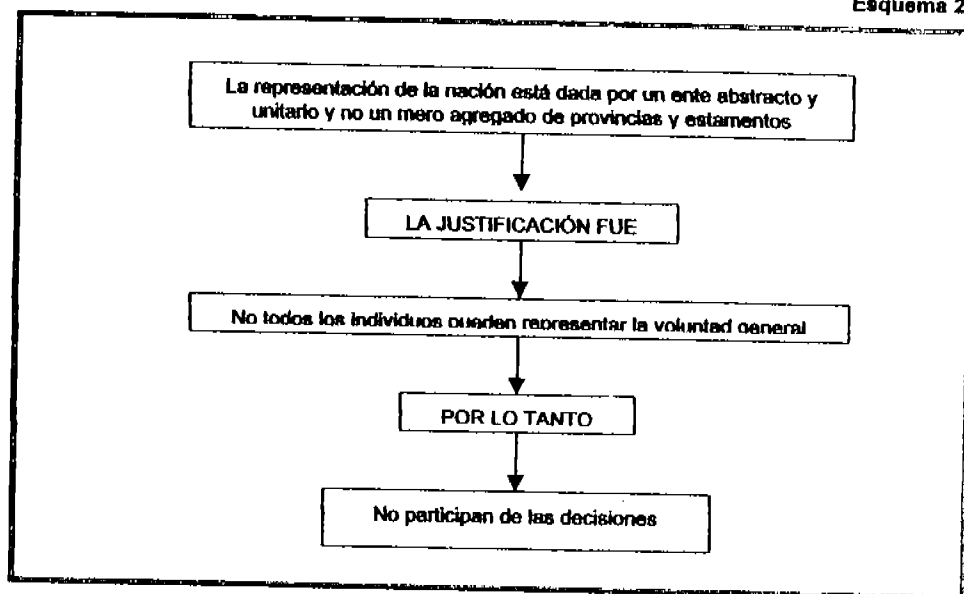 Esquema 2
La representación de la nación está dada por un ente abstracto y
unitario y no un mero agregado de provincias y estamentos
LA JUSTIFICACIÓN FUE
No todos los individuos pueden representar la voluntad general
POR LO TANTO
No participan de las decisiones